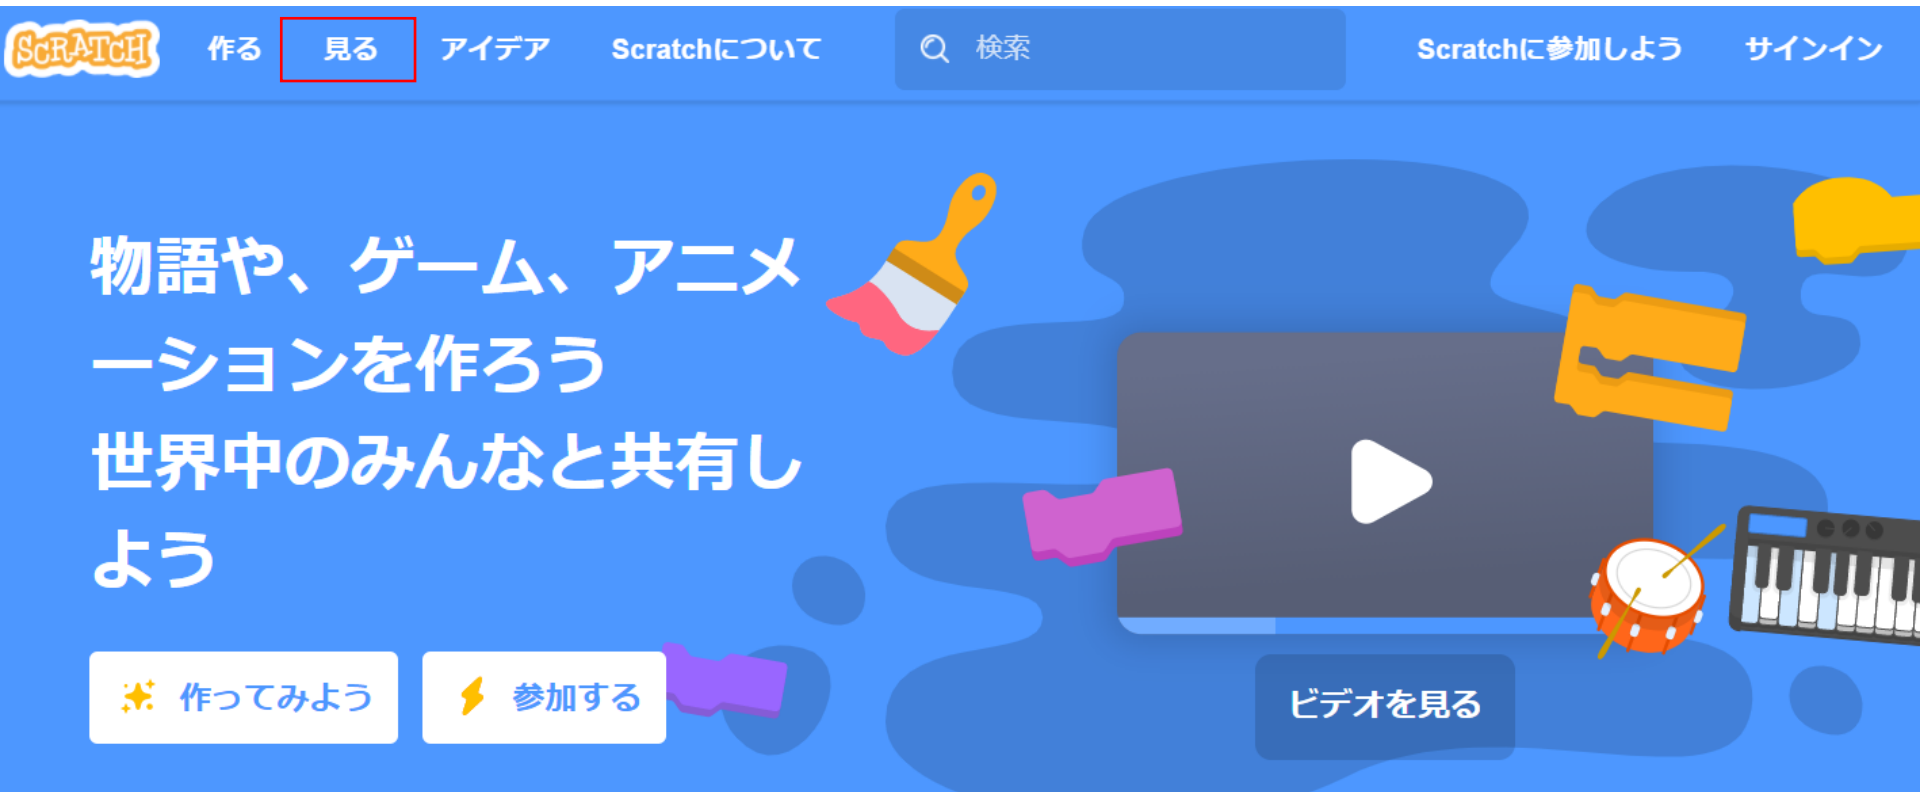 SCRATCH 作る 見る アイデア Scratchについて 検索 Scratchに参加しよう サインイン
物語や、ゲーム、アニメ
ーションを作ろう
世界中のみんなと共有し
よう
作ってみよう 参加する
ビデオを見る